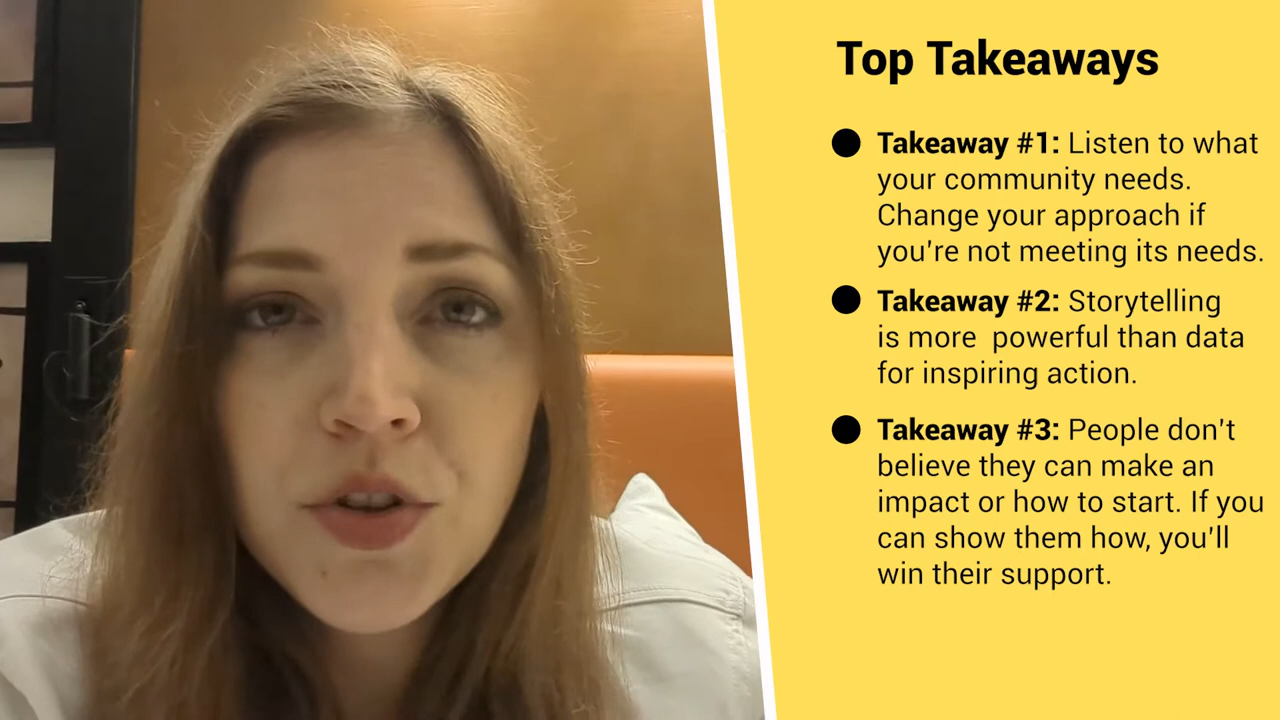 Top Takeaways
Takeaway #1: Listen to what
your community needs.
Change your approach if
you're not meeting its needs.
Takeaway #2: Storytelling
is more  powerful than data
for inspiring action.
Takeaway #3: People don't
believe they can make an
impact or how to start. If you
can show them how, you'll
win their support.